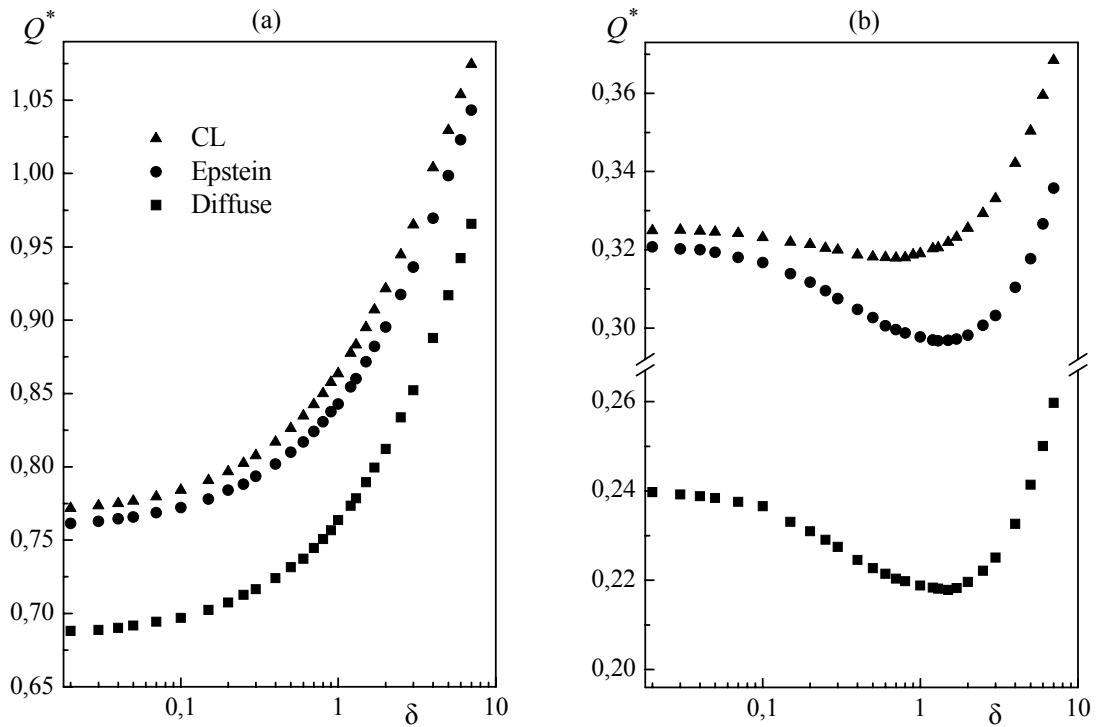 (a)
Q*
1,05
1,00
0,95
0,90
0,85
0,80
0,75
0,70
0,65
CL
Epstein
Diffuse
0,1
1
δ
10
(b)
Q*
0,36
0,34
0,32
0,30
0,26
0,24
0,22
0,20
0,1
1
δ
10